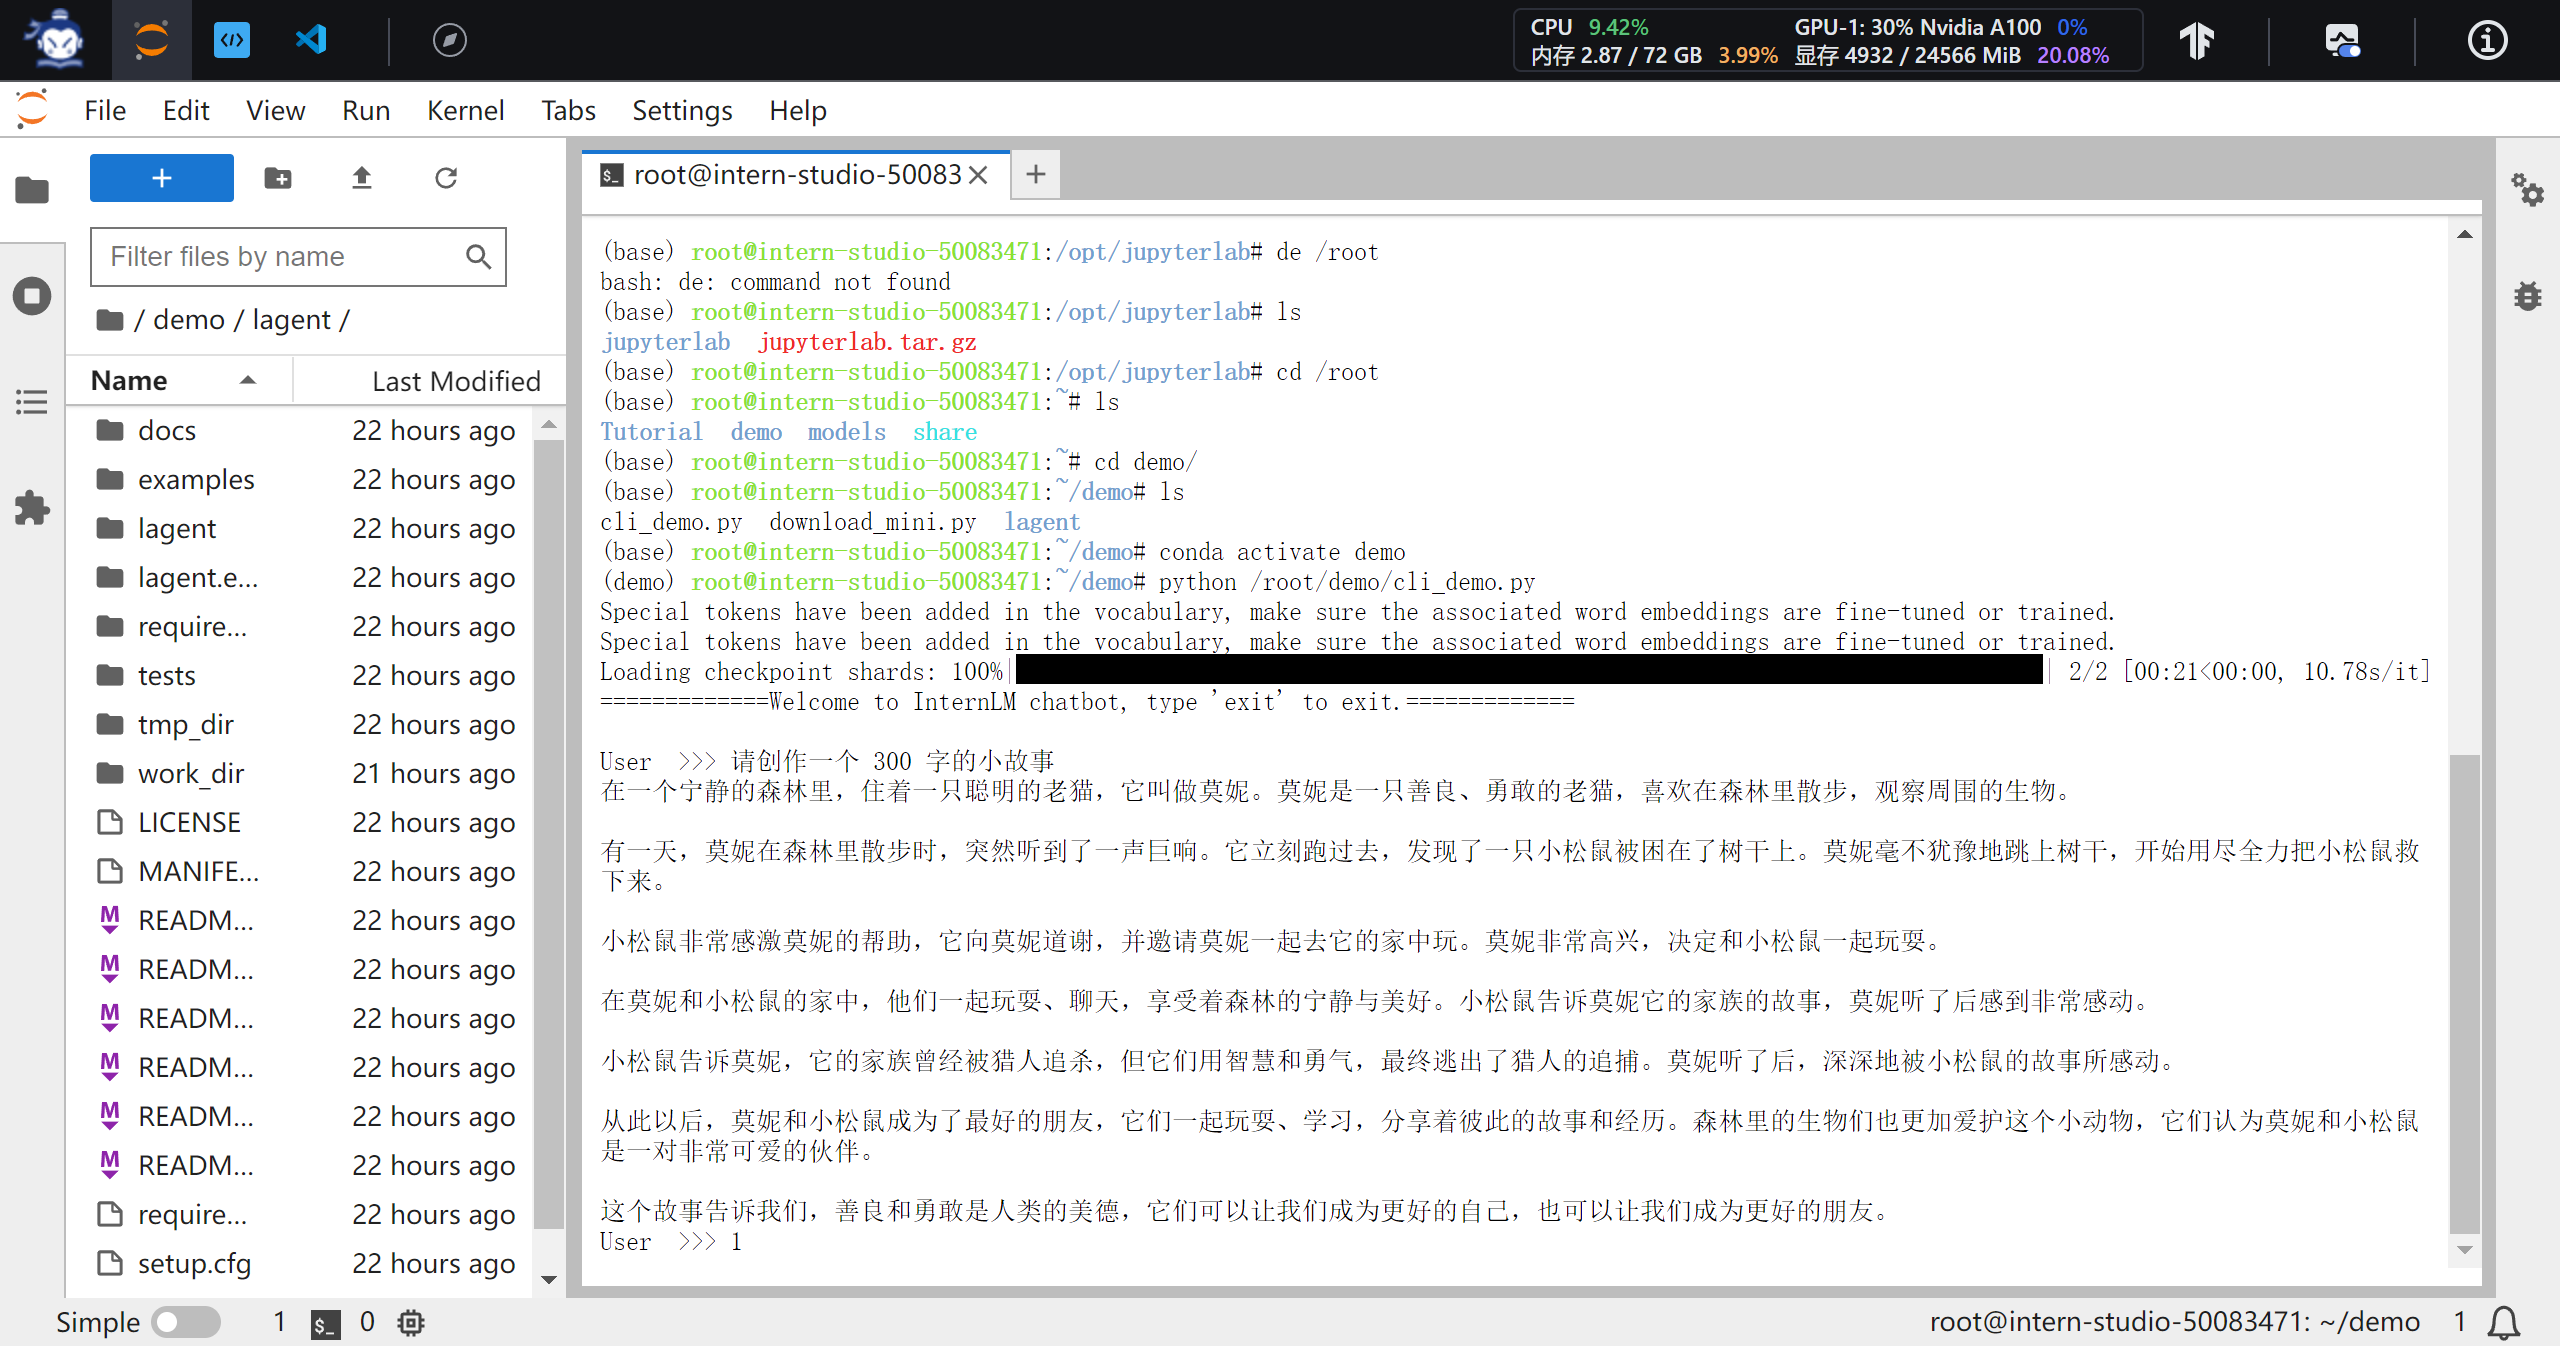 CPU 9.42% GPU-1: 30% Nvidia A100 0%
内存 2.87 / 72 GB 3.99% 显存 4932 / 24566 MiB 20.08%
File Edit View Run Kernel Tabs Settings Help
Filter files by name
/ demo / lagent /
Name Last Modified
docs 22 hours ago
examples 22 hours ago
lagent 22 hours ago
lagent.e... 22 hours ago
require... 22 hours ago
tests 22 hours ago
tmp_dir 22 hours ago
work_dir 21 hours ago
LICENSE 22 hours ago
MANIFE... 22 hours ago
READM... 22 hours ago
READM... 22 hours ago
READM... 22 hours ago
READM... 22 hours ago
READM... 22 hours ago
READM... 22 hours ago
require... 22 hours ago
setup.cfg 22 hours ago
root@intern-studio-50083
(base) root@intern-studio-50083471:/opt/jupyterlab# de /root
bash: de: command not found
(base) root@intern-studio-50083471:/opt/jupyterlab# ls
jupyterlab jupyterlab.tar.gz
(base) root@intern-studio-50083471:/opt/jupyterlab# cd /root
(base) root@intern-studio-50083471:~# ls
Tutorial demo models share
(base) root@intern-studio-50083471:~# cd demo/
(base) root@intern-studio-50083471:~/demo# ls
cli_demo.py download_mini.py lagent
(base) root@intern-studio-50083471:~/demo# conda activate demo
(demo) root@intern-studio-50083471:~/demo# python /root/demo/cli_demo.py
Special tokens have been added in the vocabulary, make sure the associated word embeddings are fine-tuned or trained.
Special tokens have been added in the vocabulary, make sure the associated word embeddings are fine-tuned or trained.
Loading checkpoint shards: 100%| | 2/2 [00:21<00:00, 10.78s/it]
=============Welcome to InternLM chatbot, type 'exit' to exit.=============
User >>> 请创作一个 300 字的小故事
在一个宁静的森林里，住着一只聪明的老猫，它叫做莫妮。莫妮是一只善良、勇敢的老猫，喜欢在森林里散步，观察周围的生物。
有一天，莫妮在森林里散步时，突然听到了一声巨响。它立刻跑过去，发现了一只小松鼠被困在了树干上。莫妮毫不犹豫地跳上树干，开始用尽全力把小松鼠救
下来。
小松鼠非常感激莫妮的帮助，它向莫妮道谢，并邀请莫妮一起去它的家中玩。莫妮非常高兴，决定和小松鼠一起玩耍。
在莫妮和小松鼠的家中，他们一起玩耍、聊天，享受着森林的宁静与美好。小松鼠告诉莫妮它的家族的故事，莫妮听了后感到非常感动。
小松鼠告诉莫妮，它的家族曾经被猎人追杀，但它们用智慧和勇气，最终逃出了猎人的追捕。莫妮听了后，深深地被小松鼠的故事所感动。
从此以后，莫妮和小松鼠成为了最好的朋友，它们一起玩耍、学习，分享着彼此的故事和经历。森林里的生物们也更加爱护这个小动物，它们认为莫妮和小松鼠
是一对非常可爱的伙伴。
这个故事告诉我们，善良和勇敢是人类的美德，它们可以让我们成为更好的自己，也可以让我们成为更好的朋友。
User >>> 1
Simple 1 0 root@intern-studio-50083471: ~/demo 1